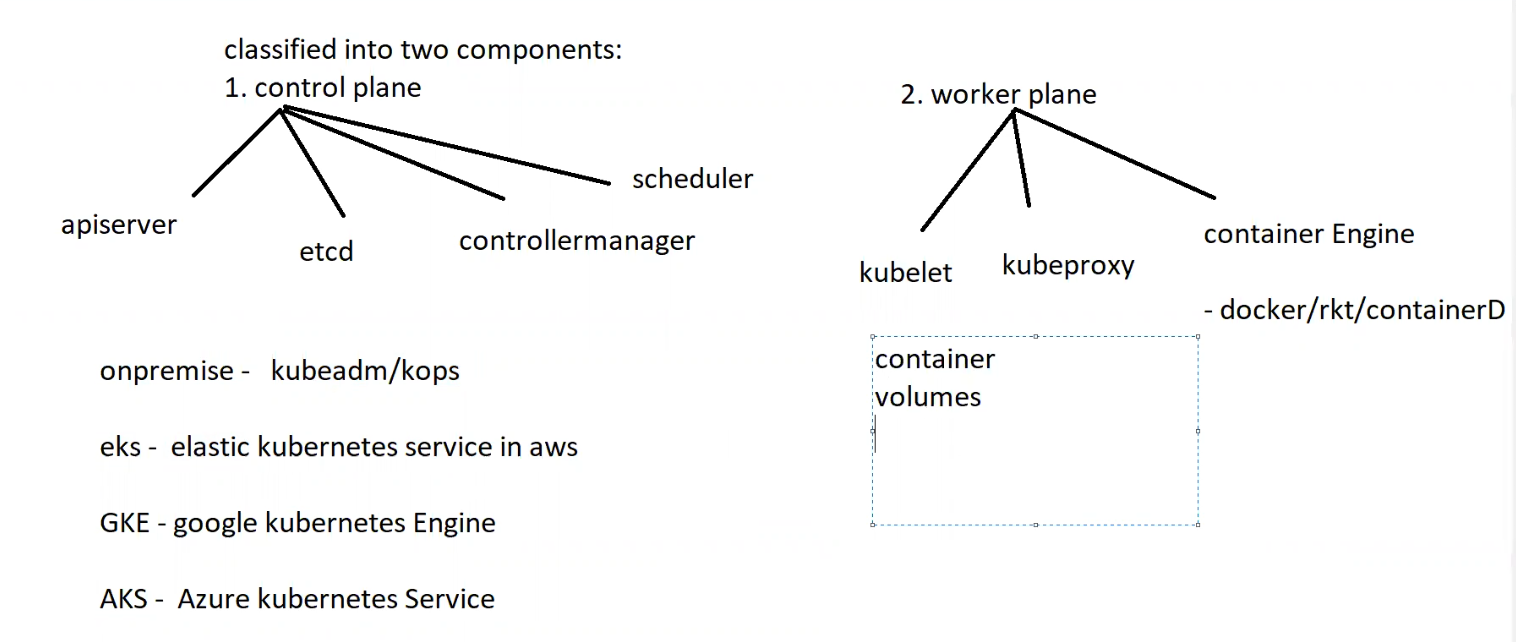 classified into two components:
1. control plane
apiserver
etcd
controllermanager
scheduler
2. worker plane
kubelet
kubeproxy
container Engine
- docker/rkt/containerD
onpremise -   kubeadm/kops
eks -  elastic kubernetes service in aws
GKE - google kubernetes Engine
AKS -  Azure kubernetes Service
container
volumes